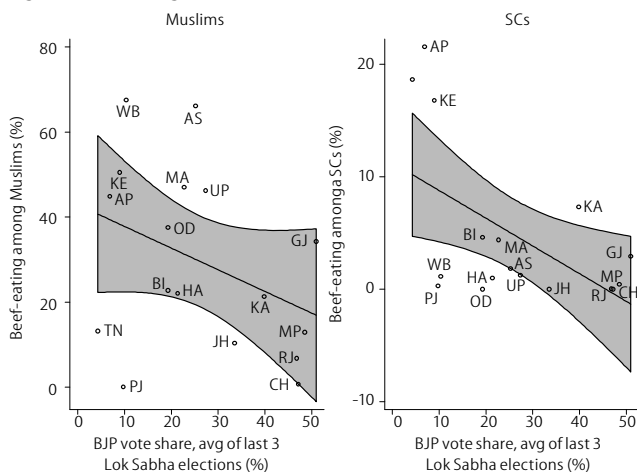 Muslims
80
60
40
20
0
Beef-eating among Muslims (%)
WB
AS
KE
AP
MA
UP
OD
GJ
BI
HA
KA
TN
JH
MP
RJ
PJ
CH
0 10 20 30 40 50
BJP vote share, avg of last 3
Lok Sabha elections (%)
SCs
20
10
0
-10
Beef-eating amonga SCs (%)
AP
KE
KA
BI
MA
GJ
WB
AS
HA
MP
PJ
OD
UP
JH
RJ
CH
0 10 20 30 40 50
BJP vote share, avg of last 3
Lok Sabha elections (%)